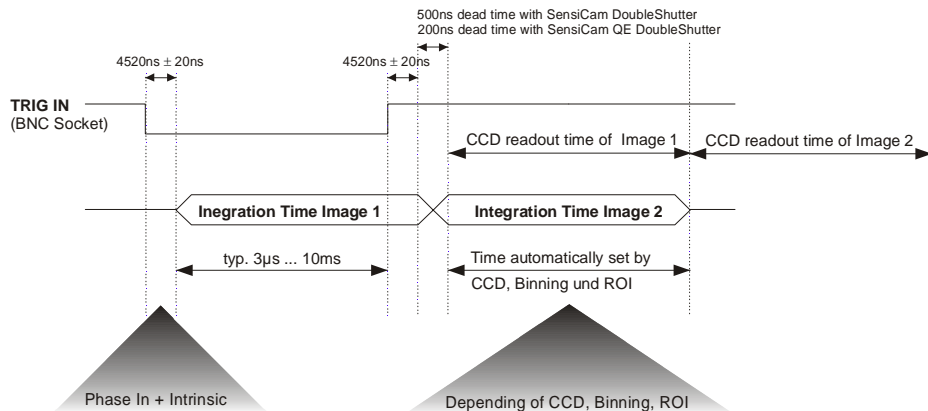 500ns dead time with SensiCam DoubleShutter
200ns dead time with SensiCam QE DoubleShutter
4520ns ± 20ns
4520ns ± 20ns
TRIG IN
(BNC Socket)
CCD readout time of Image 1
CCD readout time of Image 2
Inegration Time Image 1
Integration Time Image 2
typ. 3µs ... 10ms
Time automatically set by
CCD, Binning und ROI
Phase In + Intrinsic
Depending of CCD, Binning, ROI